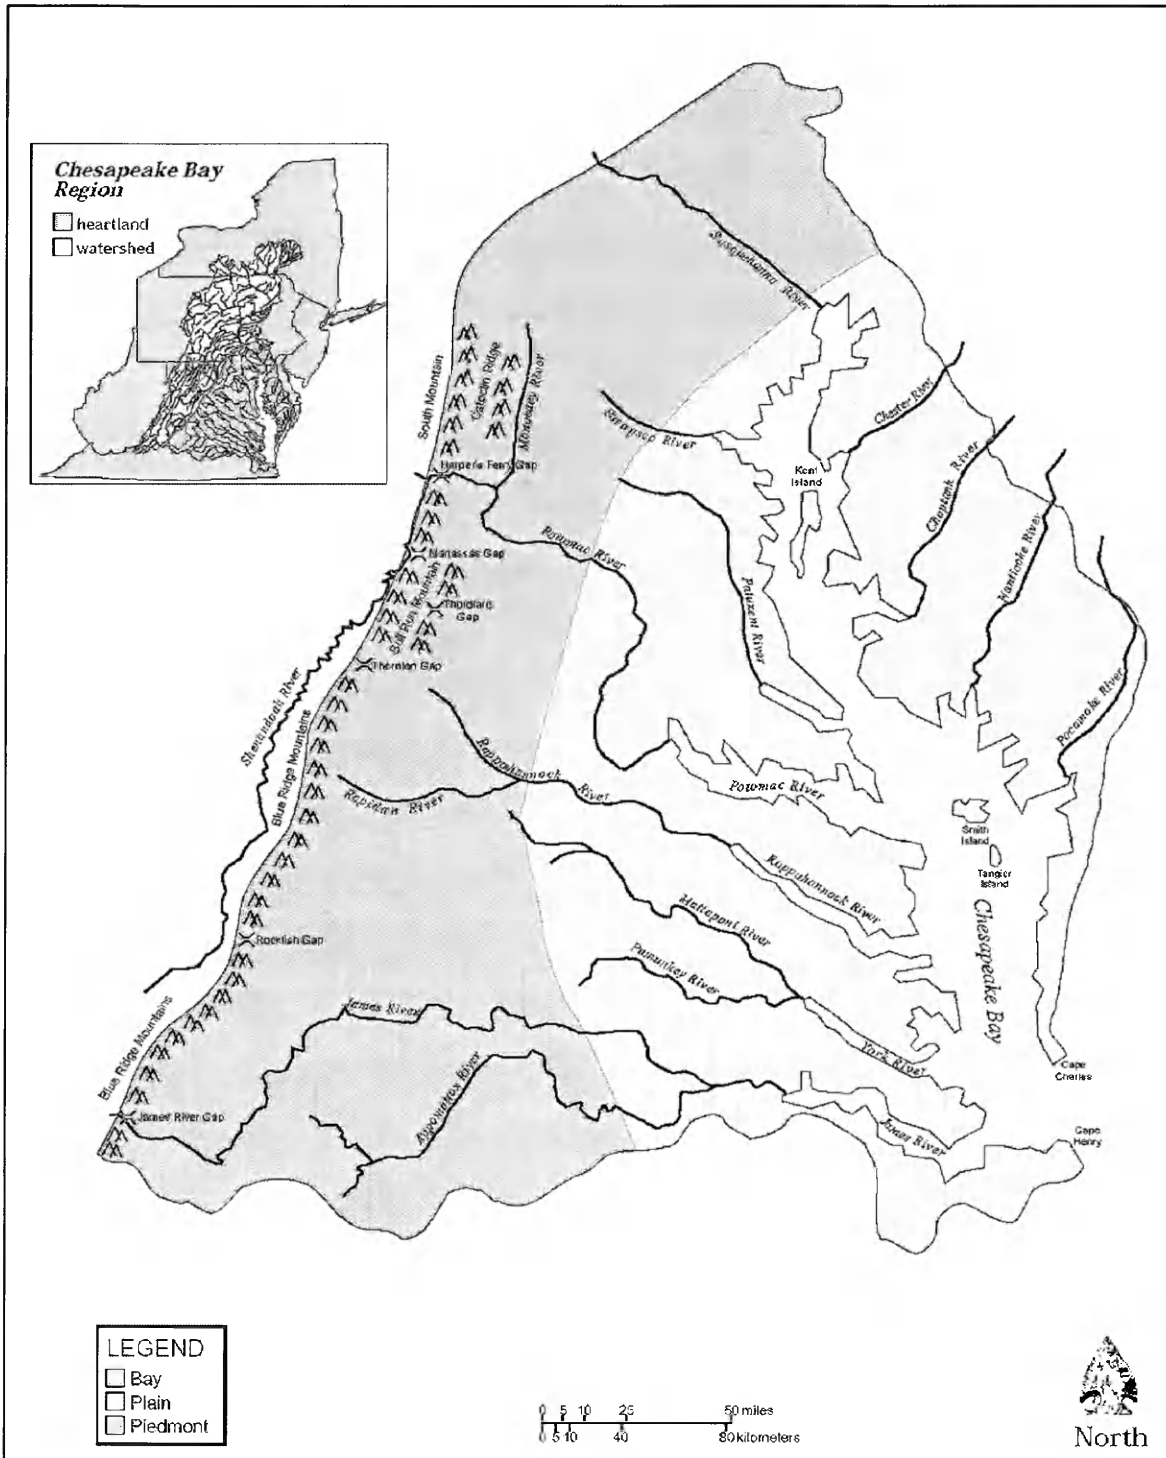 Chesapeake Bay
Region
heartland
watershed
Susquehanna River
South Mountain
Catoctin Ridge
Monocacy River
Harper's Ferry Gap
Patapsco River
Chester River
Kent
Island
Choptank River
Nanticoke River
Manassas Gap
Potomac River
Bull Run Mountain
Thorofare
Gap
Patuxent River
Thornton Gap
Shenandoah River
Pocomoke River
Blue Ridge Mountains
Rappahannock
River
Rapidan River
Potomac River
Smith
Island
Tangier
Island
Rappahannock River
Mattaponi River
Chesapeake Bay
Rockfish Gap
Pamunkey River
Blue Ridge Mountains
James River
York River
Cape
Charles
Appomattox River
James River Gap
James River
Cape
Henry
LEGEND
Bay
Plain
Piedmont
0 5 10 25 50 miles
0 5 10 40 80 kilometers
North